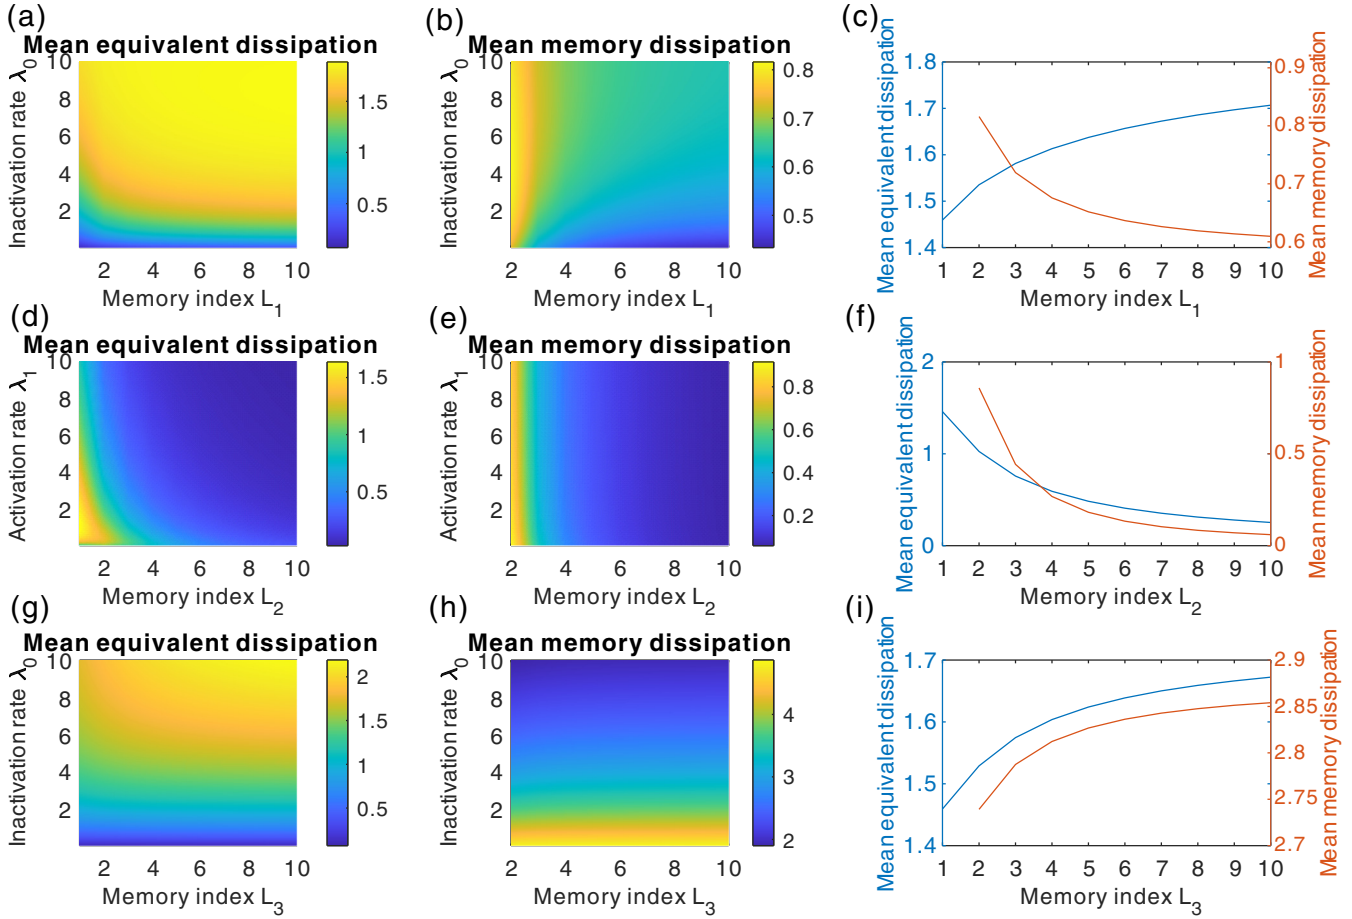 (a)
Mean equivalent dissipation
Inactivation rate λ0
10
8
6
4
2
2 4 6 8 10
Memory index L1
1.5
1
0.5
(b)
Mean memory dissipation
Inactivation rate λ0
10
8
6
4
2
2 4 6 8 10
Memory index L1
0.8
0.7
0.6
0.5
(c)
Mean equivalent dissipation
1.8
1.7
1.6
1.5
1.4
1 2 3 4 5 6 7 8 9 10
Memory index L1
0.9
0.8
0.7
0.6
Mean memory dissipation
(d)
Mean equivalent dissipation
Activation rate λ1
10
8
6
4
2
2 4 6 8 10
Memory index L2
1.5
1
0.5
(e)
Mean memory dissipation
Activation rate λ1
10
8
6
4
2
2 4 6 8 10
Memory index L2
0.8
0.6
0.4
0.2
(f)
Mean equivalent dissipation
2
1
0
1 2 3 4 5 6 7 8 9 10
Memory index L2
1
0.5
0
Mean memory dissipation
(g)
Mean equivalent dissipation
Inactivation rate λ0
10
8
6
4
2
2 4 6 8 10
Memory index L3
2
1.5
1
0.5
(h)
Mean memory dissipation
Inactivation rate λ0
10
8
6
4
2
2 4 6 8 10
Memory index L3
4
3
2
(i)
Mean equivalent dissipation
1.7
1.6
1.5
1.4
1 2 3 4 5 6 7 8 9 10
Memory index L3
2.9
2.85
2.8
2.75
2.7
Mean memory dissipation